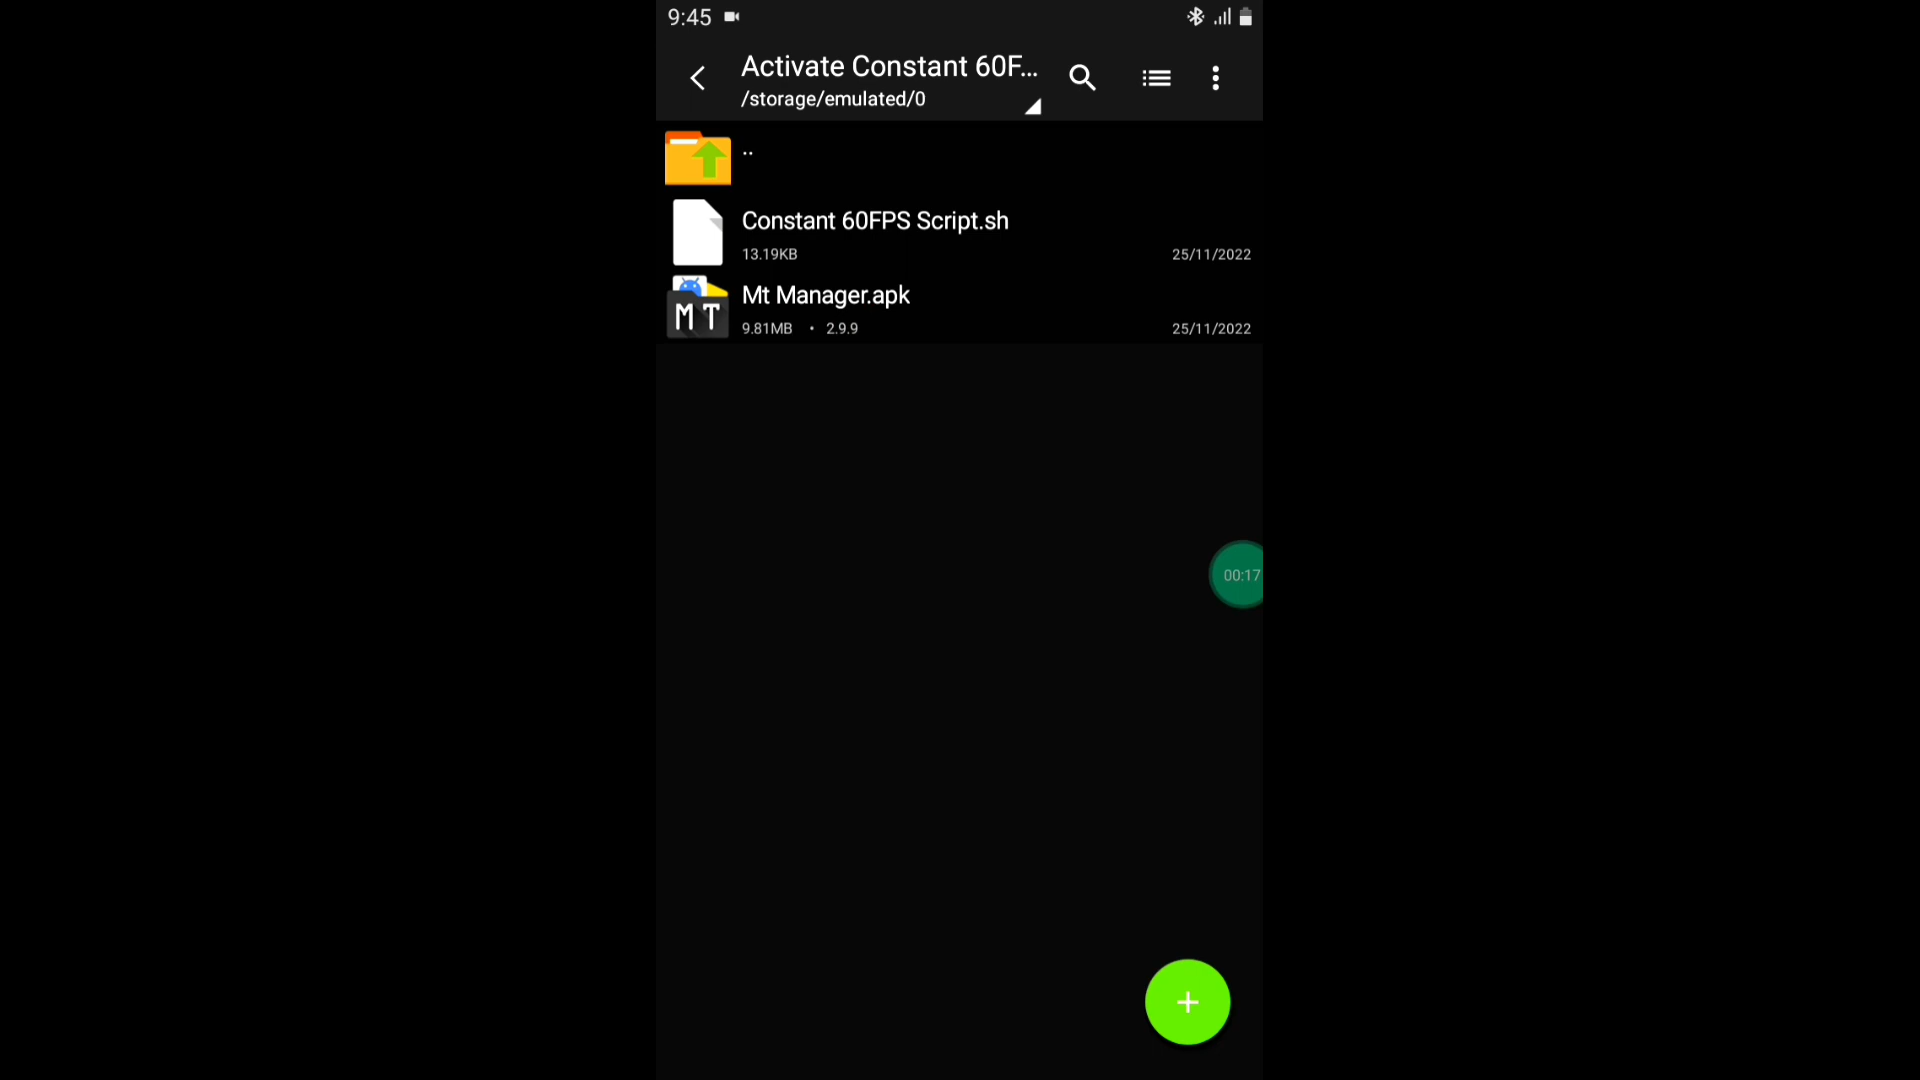 9:45
Activate Constant 60F...
/storage/emulated/0
..
Constant 60FPS Script.sh
13.19KB 25/11/2022
Mt Manager.apk
MT
9.81MB • 2.9.9 25/11/2022
00:17